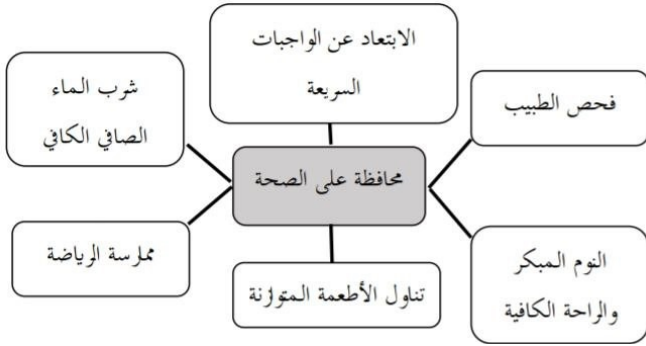 الابتعاد عن الواجبات
السريعة
فحص الطبيب
شرب الماء
الصافي الكافي
محافظة على الصحة
النوم المبكر
والراحة الكافية
ممارسة الرياضة
تناول الأطعمة المتوازنة